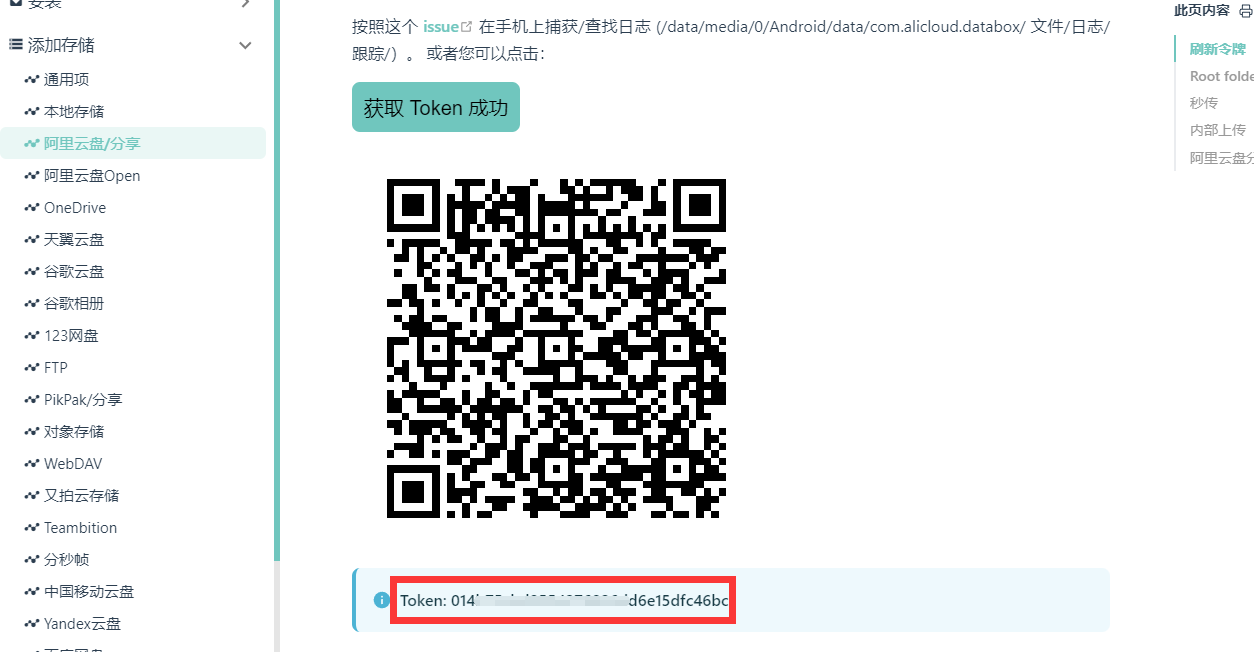 安装
添加存储
通用项
本地存储
阿里云盘/分享
阿里云盘Open
OneDrive
天翼云盘
谷歌云盘
谷歌相册
123网盘
FTP
PikPak/分享
对象存储
WebDAV
又拍云存储
Teambition
分秒帧
中国移动云盘
Yandex云盘
按照这个 issue 在手机上捕获/查找日志 (/data/media/0/Android/data/com.alicloud.databox/ 文件/日志/
跟踪/) 。 或者您可以点击：
获取 Token 成功
Token: 014 d6e15dfc46bc
此页内容
刷新令牌
Root folde
秒传
内部上传
阿里云盘分